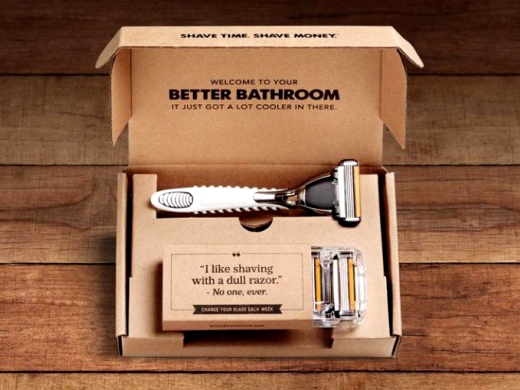 SHAVE TIME. SHAVE MONEY.
WELCOME TO YOUR
BETTER BATHROOM
IT JUST GOT A LOT COOLER IN THERE.
“I like shaving
with a dull razor.”
- No one, ever.
CHANGE YOUR BLADE EACH WEEK